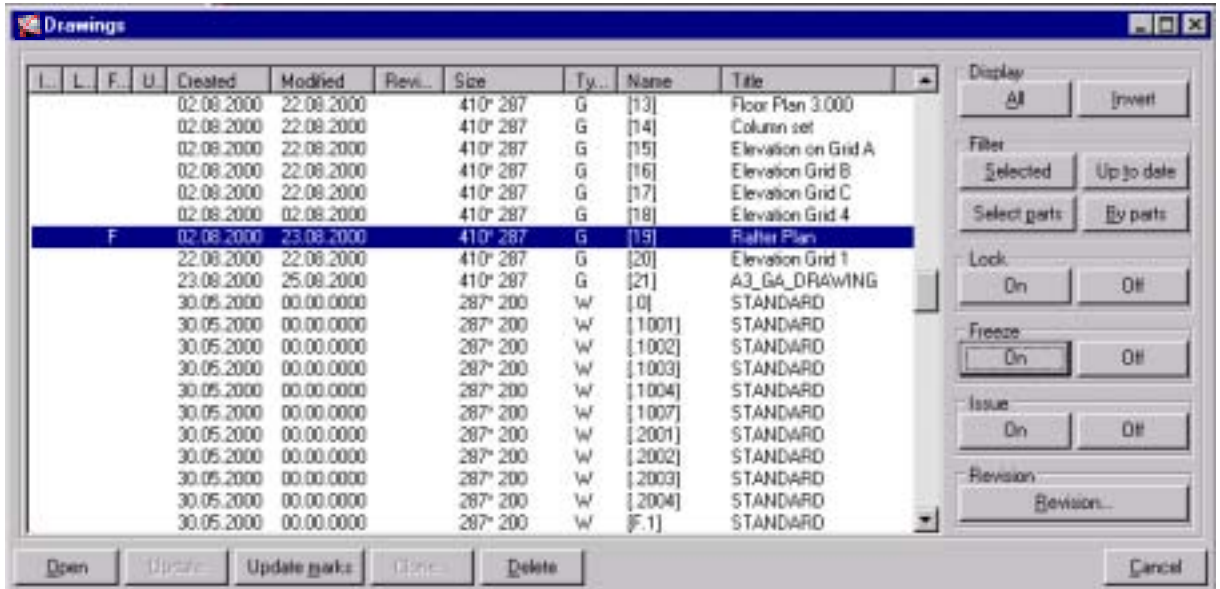 Drawings
I... L... F... U... Created Modified Revi... Size Ty... Name Title
02.08.2000 22.08.2000 410* 287 G [13] Floor Plan 3.000
02.08.2000 22.08.2000 410* 287 G [14] Column set
02.08.2000 22.08.2000 410* 287 G [15] Elevation on Grid A
02.08.2000 22.08.2000 410* 287 G [16] Elevation Grid B
02.08.2000 22.08.2000 410* 287 G [17] Elevation Grid C
02.08.2000 02.08.2000 410* 287 G [18] Elevation Grid 4
F 02.08.2000 23.08.2000 410* 287 G [19] Rafter Plan
22.08.2000 22.08.2000 410* 287 G [20] Elevation Grid 1
23.08.2000 25.08.2000 410* 287 G [21] A3_GA_DRAWING
30.05.2000 00.00.0000 287* 200 W [.0] STANDARD
30.05.2000 00.00.0000 287* 200 W [.1001] STANDARD
30.05.2000 00.00.0000 287* 200 W [.1002] STANDARD
30.05.2000 00.00.0000 287* 200 W [.1003] STANDARD
30.05.2000 00.00.0000 287* 200 W [.1004] STANDARD
30.05.2000 00.00.0000 287* 200 W [.1007] STANDARD
30.05.2000 00.00.0000 287* 200 W [.2001] STANDARD
30.05.2000 00.00.0000 287* 200 W [.2002] STANDARD
30.05.2000 00.00.0000 287* 200 W [.2003] STANDARD
30.05.2000 00.00.0000 287* 200 W [.2004] STANDARD
30.05.2000 00.00.0000 287* 200 W [F.1] STANDARD
Display
All Invert
Filter
Selected Up to date
Select parts By parts
Lock
On Off
Freeze
On Off
Issue
On Off
Revision
Revision...
Open Update... Update marks Clone... Delete Cancel